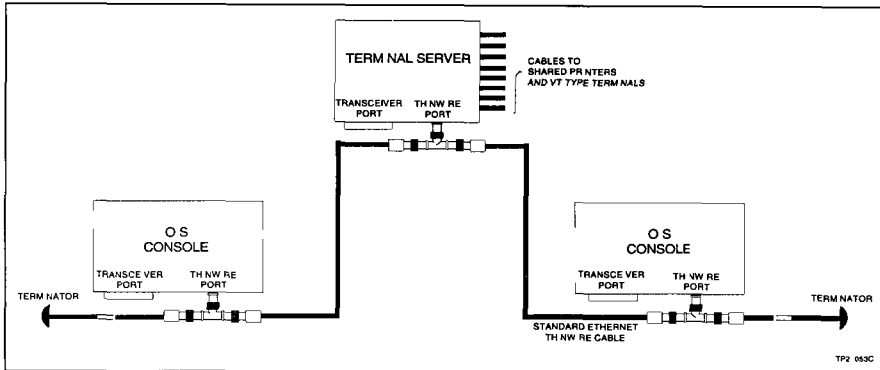 TERM NAL SERVER
TRANSCEIVER
PORT
TH NW RE
PORT
CABLES TO
SHARED PR NTERS
AND VT TYPE TERM NALS
O S
CONSOLE
TRANSCE VER
PORT
TH NW RE
PORT
TERM NATOR
O S
CONSOLE
TRANSCE VER
PORT
TH NW RE
PORT
TERM NATOR
STANDARD ETHERNET
TH NW RE CABLE
TP2 053C